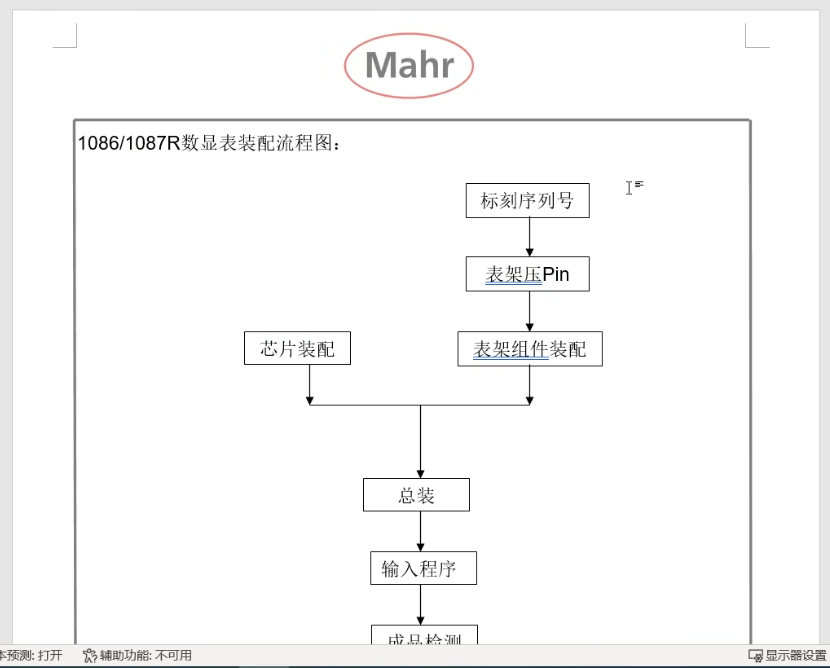 Mahr
1086/1087R数显表装配流程图：
标刻序列号
表架压Pin
芯片装配
表架组件装配
总装
输入程序
成品检测
本预测: 打开
辅助功能: 不可用
显示器设置